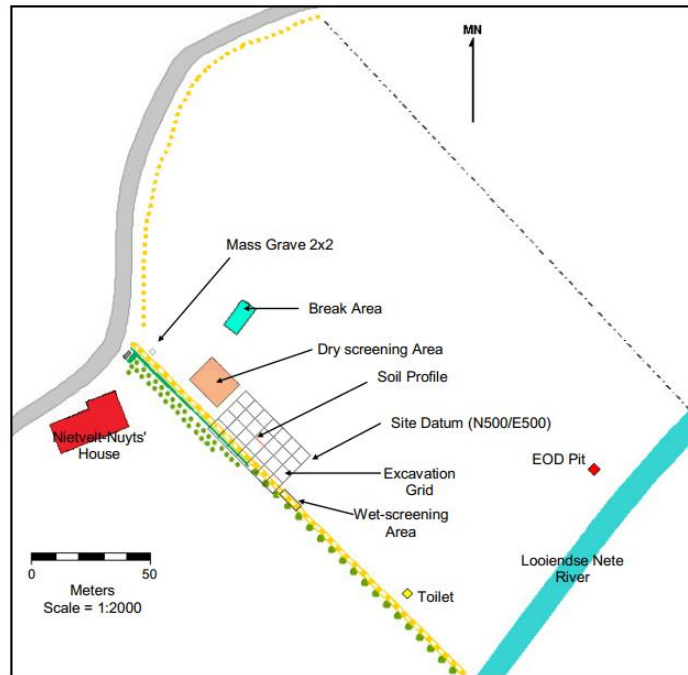 MN
Mass Grave 2x2
Break Area
Dry screening Area
Soil Profile
Site Datum (N500/E500)
Nietvelt-Nuyts'
House
EOD Pit
Excavation
Grid
Wet-screening
Area
0
50
Meters
Scale = 1:2000
Looiendse Nete
River
Toilet